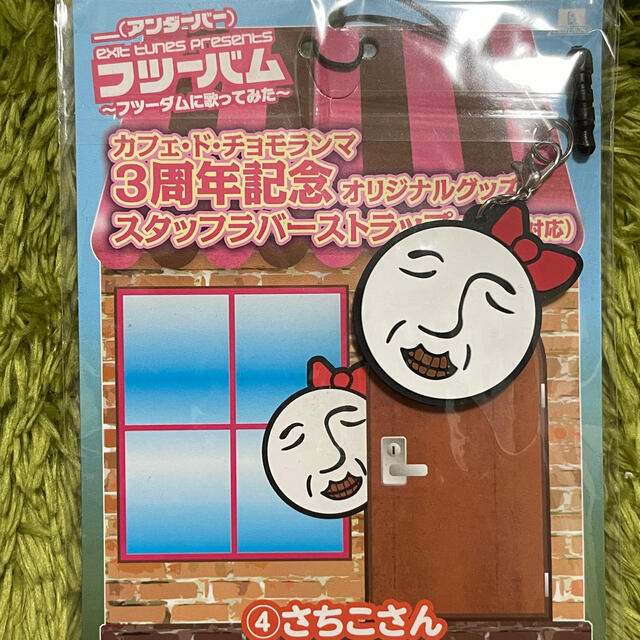 __(アンダーバー)
exit tunes presents
フツーバム
～フツーダムに歌ってみた～
カフェ・ド・チョモランマ
3周年記念 オリジナルグッズ
スタッフラバーストラップ 対応)
④さちこさん